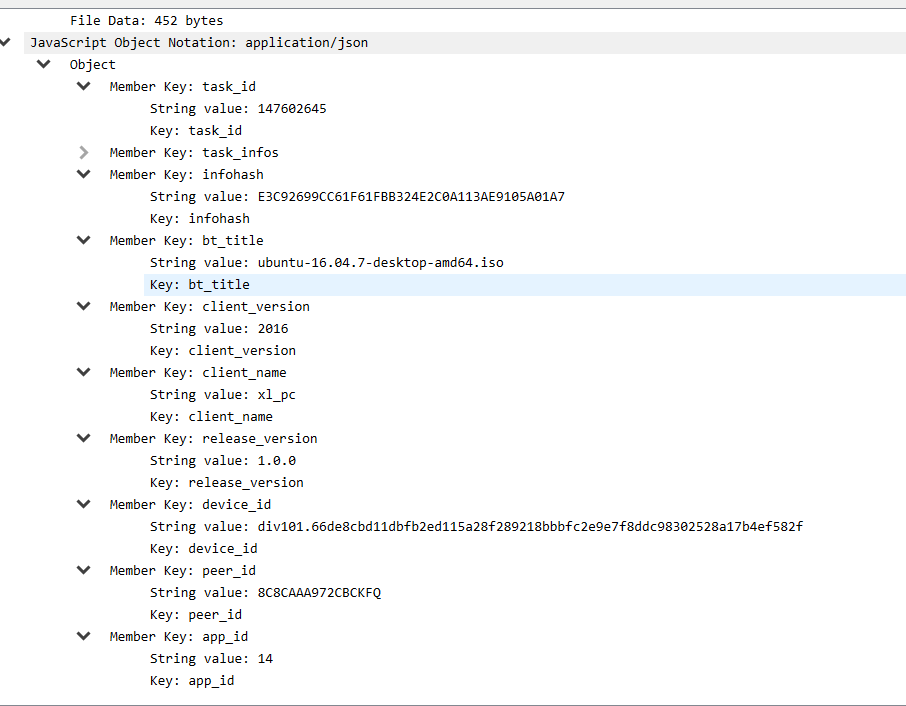 File Data: 452 bytes
JavaScript Object Notation: application/json
Object
Member Key: task_id
String value: 147602645
Key: task_id
Member Key: task_infos
Member Key: infohash
String value: E3C92699CC61F61FBB324E2C0A113AE9105A01A7
Key: infohash
Member Key: bt_title
String value: ubuntu-16.04.7-desktop-amd64.iso
Key: bt_title
Member Key: client_version
String value: 2016
Key: client_version
Member Key: client_name
String value: xl_pc
Key: client_name
Member Key: release_version
String value: 1.0.0
Key: release_version
Member Key: device_id
String value: div101.66de8cbd11dbfb2ed115a28f289218bbbfc2e9e7f8ddc98302528a17b4ef582f
Key: device_id
Member Key: peer_id
String value: 8C8CAAA972CBCKFQ
Key: peer_id
Member Key: app_id
String value: 14
Key: app_id